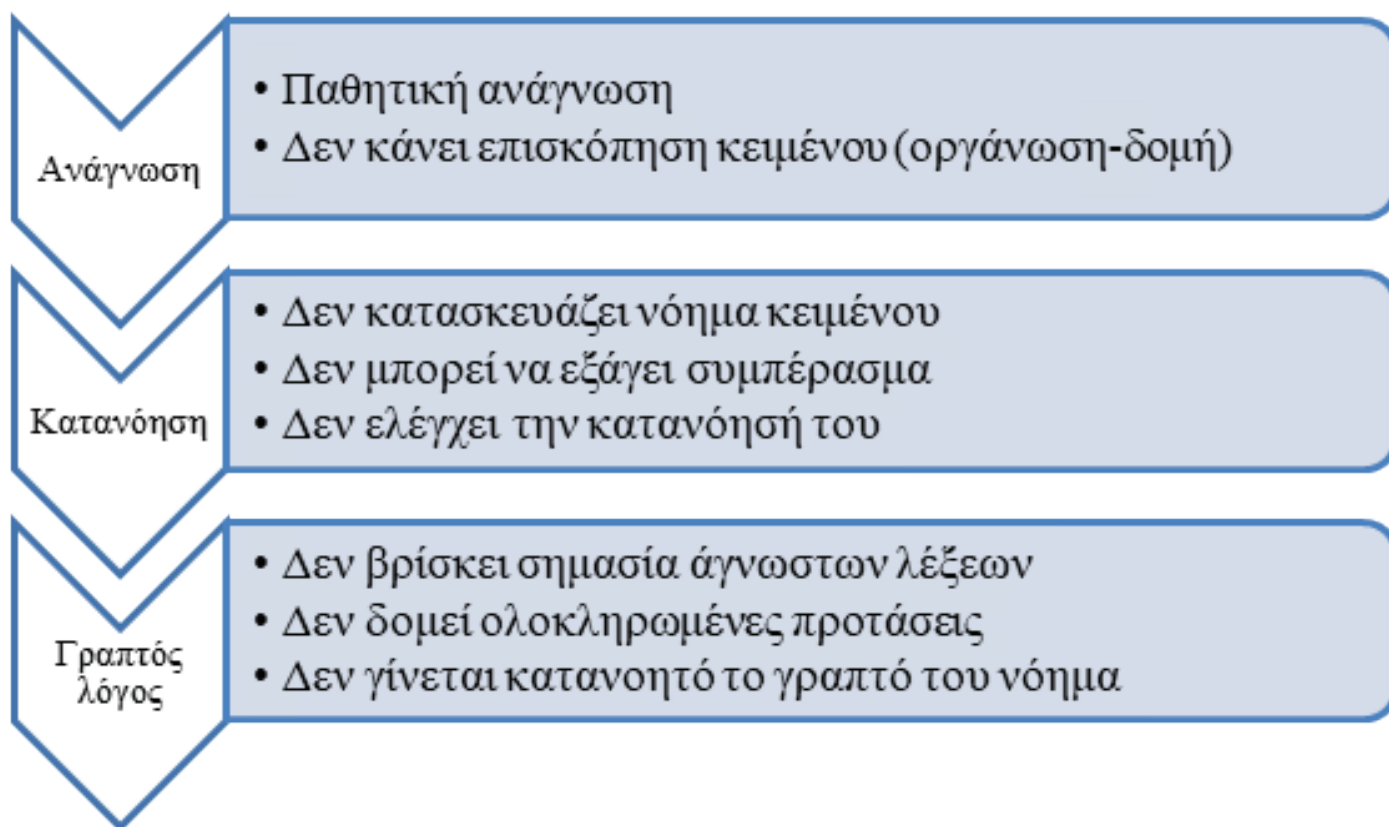 Ανάγνωση
• Παθητική ανάγνωση
• Δεν κάνει επισκόπηση κειμένου (οργάνωση-δομή)
Κατανόηση
• Δεν κατασκευάζει νόημα κειμένου
• Δεν μπορεί να εξάγει συμπέρασμα
• Δεν ελέγχει την κατανόησή του
Γραπτός
λόγος
• Δεν βρίσκει σημασία άγνωστων λέξεων
• Δεν δομεί ολοκληρωμένες προτάσεις
• Δεν γίνεται κατανοητό το γραπτό του νόημα